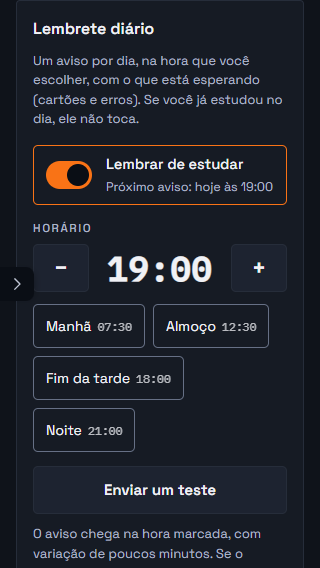 Lembrete diário
Um aviso por dia, na hora que você
escolher, com o que está esperando
(cartões e erros). Se você já estudou no
dia, ele não toca.
Lembrar de estudar
Próximo aviso: hoje às 19:00
HORÁRIO
− 19:00 +
Manhã 07:30 Almoço 12:30
Fim da tarde 18:00
Noite 21:00
Enviar um teste
O aviso chega na hora marcada, com
variação de poucos minutos. Se o